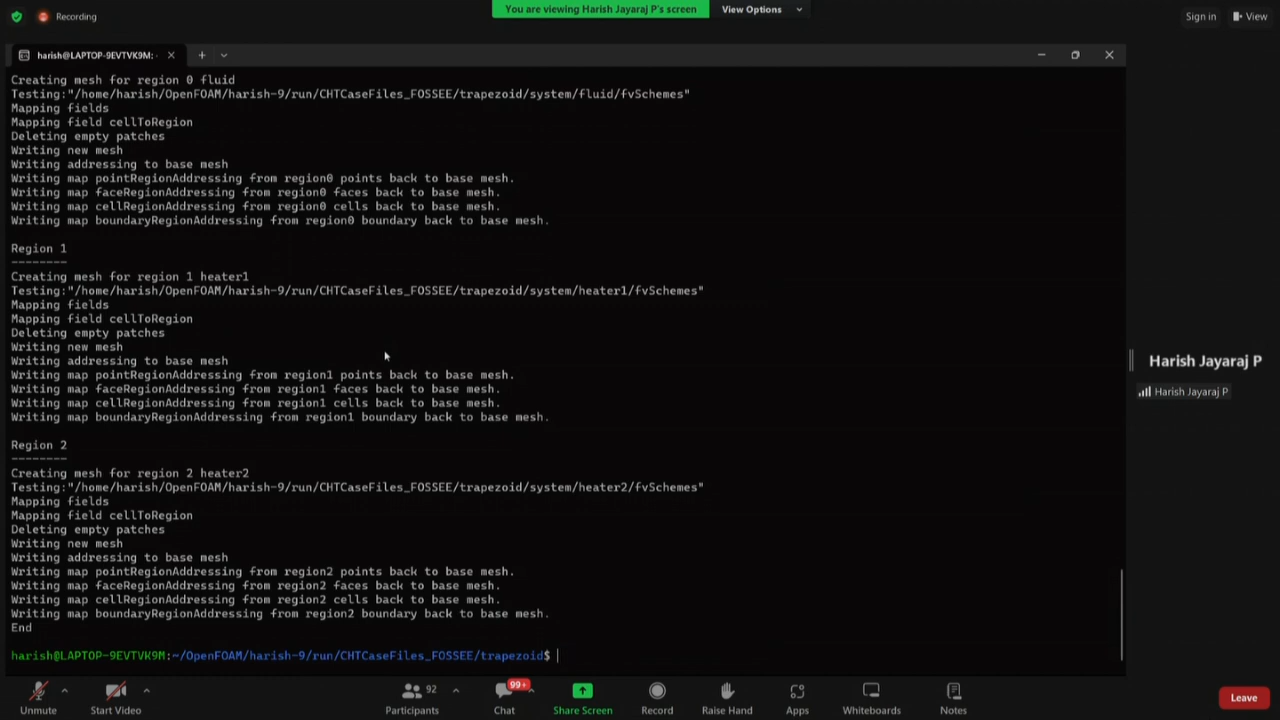 Recording
You are viewing Harish Jayaraj P's screen
View Options
Sign in
View
harish@LAPTOP-9EVTVK9M:
Creating mesh for region 0 fluid
Testing:"/home/harish/OpenFOAM/harish-9/run/CHTCaseFiles_FOSSEE/trapezoid/system/fluid/fvSchemes"
Mapping fields
Mapping field cellToRegion
Deleting empty patches
Writing new mesh
Writing addressing to base mesh
Writing map pointRegionAddressing from region0 points back to base mesh.
Writing map faceRegionAddressing from region0 faces back to base mesh.
Writing map cellRegionAddressing from region0 cells back to base mesh.
Writing map boundaryRegionAddressing from region0 boundary back to base mesh.
Region 1
--------
Creating mesh for region 1 heater1
Testing:"/home/harish/OpenFOAM/harish-9/run/CHTCaseFiles_FOSSEE/trapezoid/system/heater1/fvSchemes"
Mapping fields
Mapping field cellToRegion
Deleting empty patches
Writing new mesh
Writing addressing to base mesh
Writing map pointRegionAddressing from region1 points back to base mesh.
Writing map faceRegionAddressing from region1 faces back to base mesh.
Writing map cellRegionAddressing from region1 cells back to base mesh.
Writing map boundaryRegionAddressing from region1 boundary back to base mesh.
Region 2
--------
Creating mesh for region 2 heater2
Testing:"/home/harish/OpenFOAM/harish-9/run/CHTCaseFiles_FOSSEE/trapezoid/system/heater2/fvSchemes"
Mapping fields
Mapping field cellToRegion
Deleting empty patches
Writing new mesh
Writing addressing to base mesh
Writing map pointRegionAddressing from region2 points back to base mesh.
Writing map faceRegionAddressing from region2 faces back to base mesh.
Writing map cellRegionAddressing from region2 cells back to base mesh.
Writing map boundaryRegionAddressing from region2 boundary back to base mesh.
End
harish@LAPTOP-9EVTVK9M:~/OpenFOAM/harish-9/run/CHTCaseFiles_FOSSEE/trapezoid$
Harish Jayaraj P
Harish Jayaraj P
Unmute
Start Video
92
Participants
99+
Chat
Share Screen
Record
Raise Hand
Apps
Whiteboards
Notes
Leave